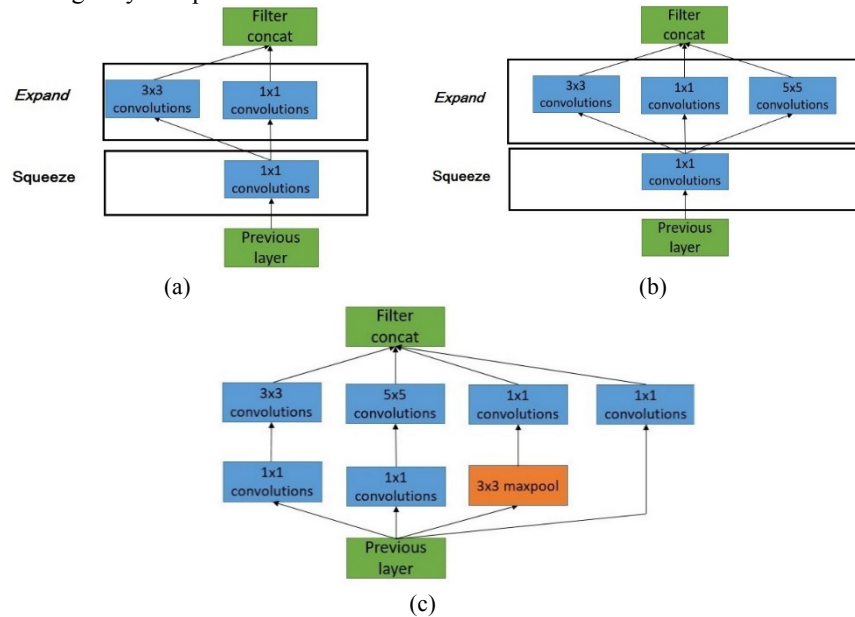 Filter
concat
Expand
3x3
convolutions
1x1
convolutions
Squeeze
1x1
convolutions
Previous
layer
(a)
Filter
concat
Expand
3x3
convolutions
1x1
convolutions
5x5
convolutions
Squeeze
1x1
convolutions
Previous
layer
(b)
Filter
concat
3x3
convolutions
5x5
convolutions
1x1
convolutions
1x1
convolutions
1x1
convolutions
1x1
convolutions
3x3 maxpool
Previous
layer
(c)